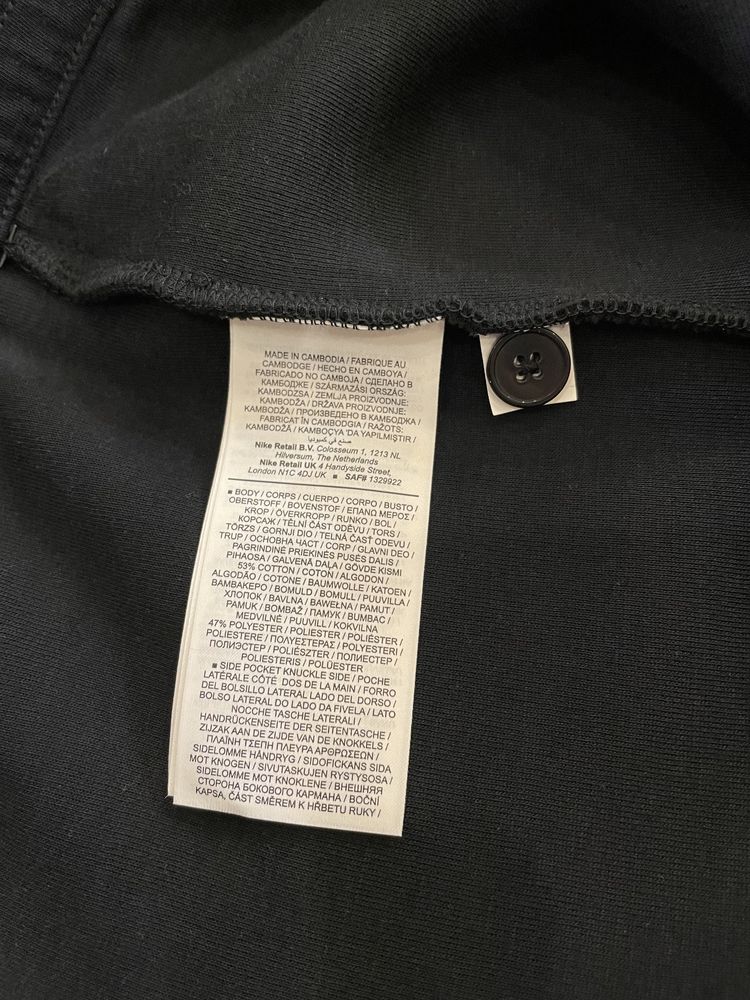 MADE IN CAMBODIA / FABRIQUE AU
CAMBODGE / HECHO EN CAMBOYA /
FABRICADO NO CAMBOJA / СДЕЛАНО В
КАМБОДЖЕ / SZÁRMAZÁSI ORSZÁG:
KAMBODZSA / ZEMLJA PROIZVODNJE:
KAMBODŽA / DRŽAVA PROIZVODNJE:
KAMBODŽA / ПРОИЗВЕДЕНО В КАМБОДЖА /
FABRICAT ÎN CAMBODGIA / RAŽOTS:
KAMBODŽĀ / KAMBOÇYA 'DA YAPILMIŞTIR /
صنع في كمبوديا
Nike Retail B.V. Colosseum 1, 1213 NL
Hilversum, The Netherlands
Nike Retail UK 4 Handyside Street,
London N1C 4DJ UK ■ SAF# 1329922
■ BODY / CORPS / CUERPO / CORPO / BUSTO /
OBERSTOFF / BOVENSTOF / ΕΠΑΝΩ ΜΕΡΟΣ /
KROP / ÖVERKROPP / RUNKO / BOL /
КОРСАЖ / TĚLNÍ ČÁST ODĚVU / TORS /
TÖRZS / GORNJI DIO / TELNÁ ČASŤ ODEVU /
TRUP / ОСНОВНА ЧАСТ / CORP / GLAVNI DEO /
PAGRINDINĖ PRIEKINĖS PUSĖS DALIS /
PIHAOSA / GALVENĀ DAĻA / GÖVDE KISMI
53% COTTON / COTON / ALGODON /
ALGODÃO / COTONE / BAUMWOLLE / KATOEN /
ΒΑΜΒΑΚΕΡΟ / BOMULD / BOMULL / PUUVILLA /
ХЛОПОК / BAVLNA / BAWEŁNA / PAMUT /
PAMUK / BOMBAŽ / ПАМУК / BUMBAC /
MEDVILNĖ / PUUVILL / KOKVILNA
47% POLYESTER / POLIESTER / POLIÉSTER /
POLIESTERE / ΠΟΛΥΕΣΤΕΡΑΣ / POLYESTERI /
ПОЛИЭСТЕР / POLIÉSZTER / ПОЛИЕСТЕР /
POLIESTERIS / POLÜESTER
■ SIDE POCKET KNUCKLE SIDE / POCHE
LATÉRALE CÔTÉ DOS DE LA MAIN / FORRO
DEL BOLSILLO LATERAL LADO DEL DORSO /
BOLSO LATERAL DO LADO DA FIVELA / LATO
NOCCHE TASCHE LATERALI /
HANDRÜCKENSEITE DER SEITENTASCHE /
ZIJZAK AAN DE ZIJDE VAN DE KNOKKELS /
ΠΛΑΪΝΗ ΤΣΕΠΗ ΠΛΕΥΡΑ ΑΡΘΡΩΣΕΩΝ /
SIDELOMME HÅNDRYG / SIDOFICKANS SIDA
MOT KNOGEN / SIVUTASKUJEN RYSTYSOSA /
SIDELOMME MOT KNOKLENE / ВНЕШНЯЯ
СТОРОНА БОКОВОГО КАРМАНА / BOČNÍ
KAPSA, ČÁST SMĚREM K HŘBETU RUKY /